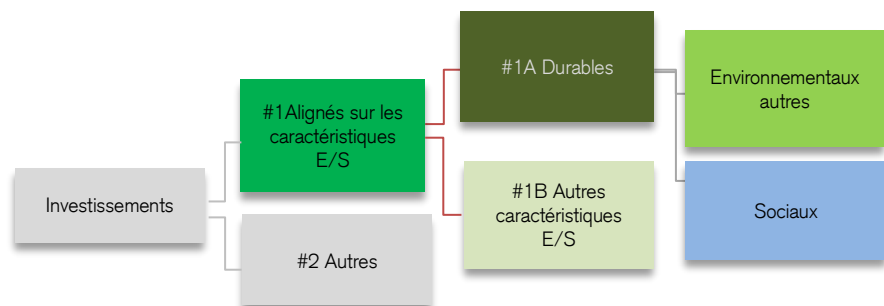 Investissements
#1Alignés sur les
caractéristiques
E/S
#2 Autres
#1A Durables
#1B Autres
caractéristiques
E/S
Environnementaux
autres
Sociaux